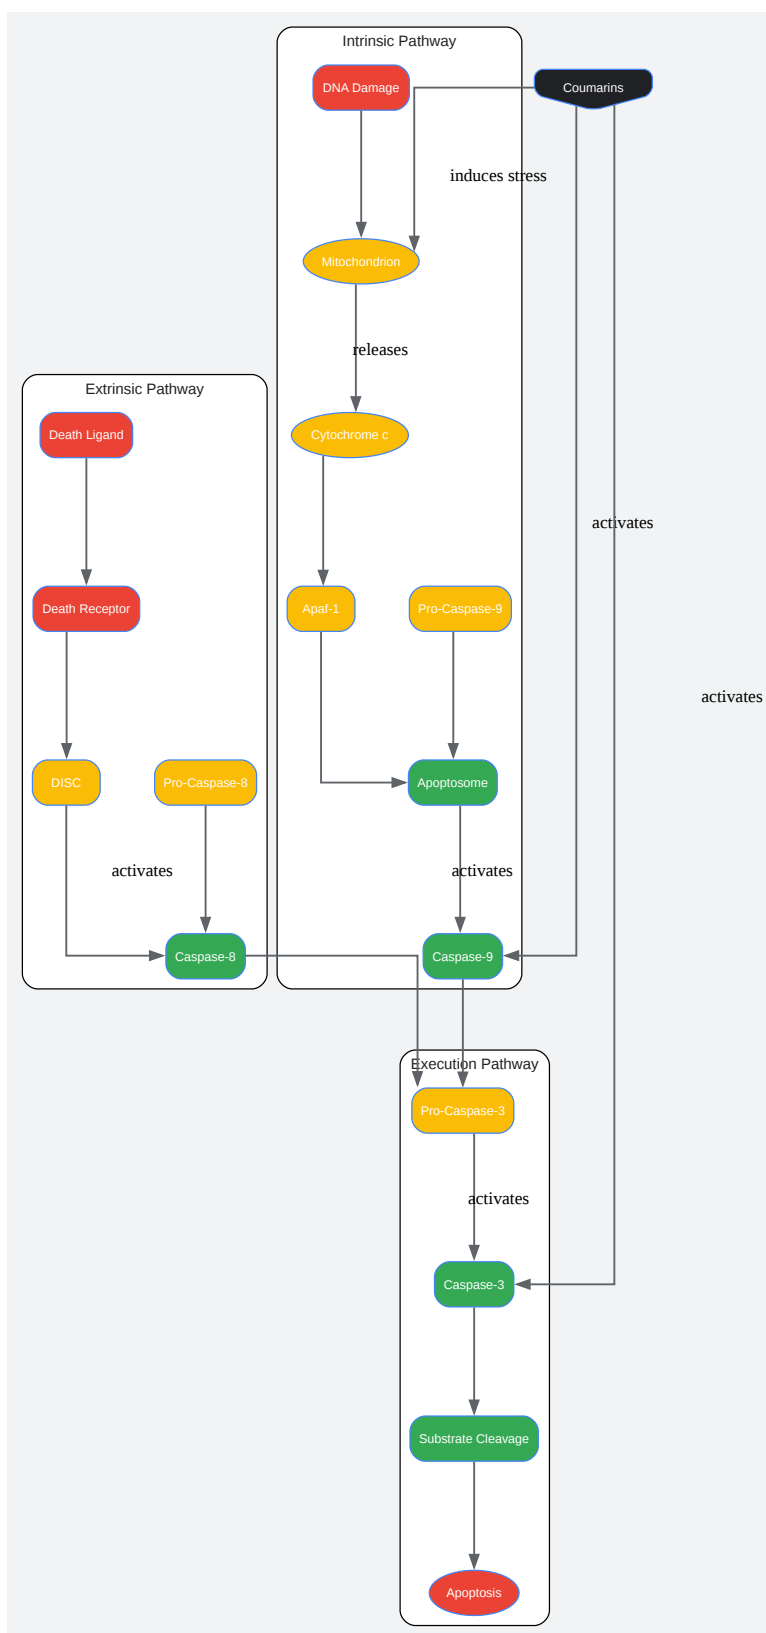 Intrinsic Pathway
DNA Damage
Coumarins
induces stress
Mitochondrion
releases
Extrinsic Pathway
Death Ligand
Cytochrome c
activates
Death Receptor
Apaf-1
Pro-Caspase-9
activates
DISC
Pro-Caspase-8
Apoptosome
activates
activates
Caspase-8
Caspase-9
Execution Pathway
Pro-Caspase-3
activates
Caspase-3
Substrate Cleavage
Apoptosis